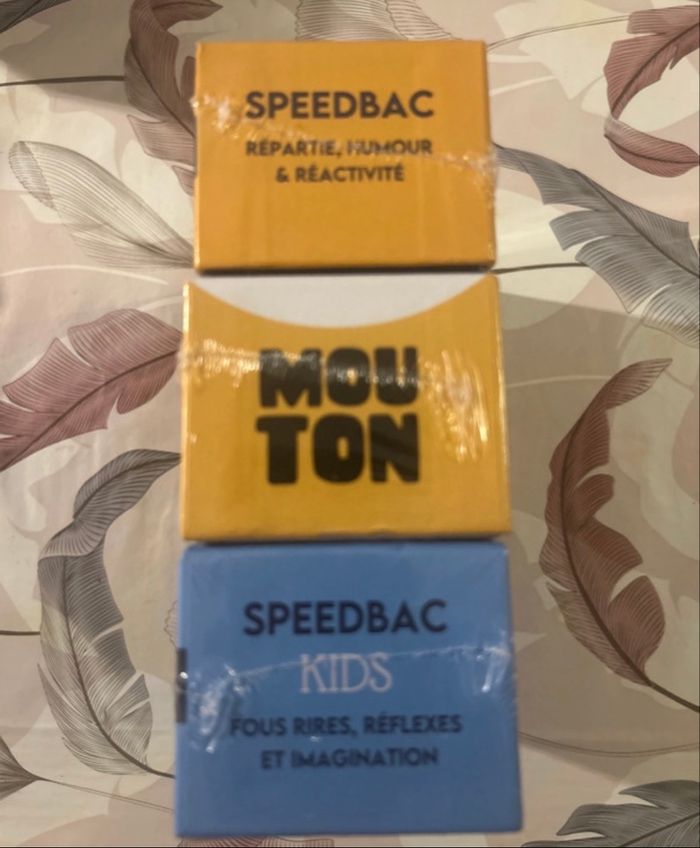 SPEEDBAC
RÉPARTIE, HUMOUR
& RÉACTIVITÉ
MOU
TON
SPEEDBAC
KIDS
FOUS RIRES, RÉFLEXES
ET IMAGINATION